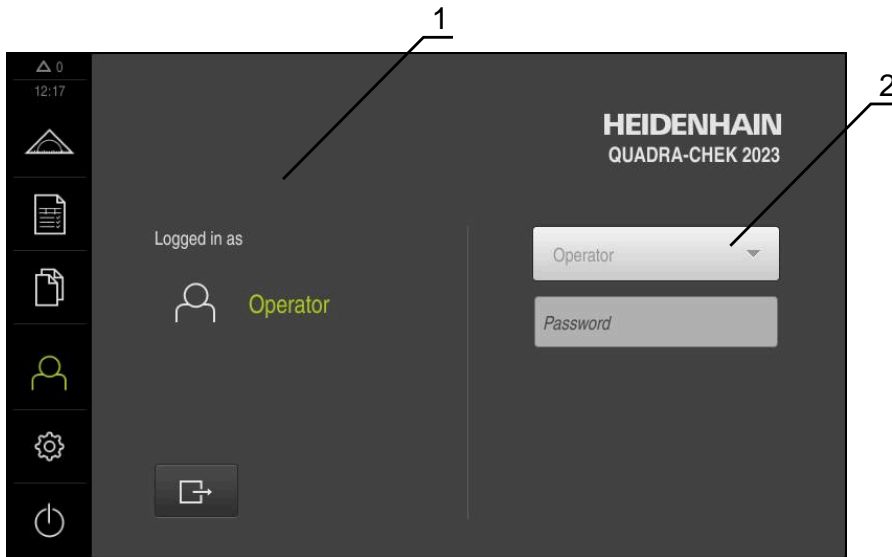 1
0
12:17
2
HEIDENHAIN
QUADRA-CHEK 2023
Logged in as
Operator
Operator
Password